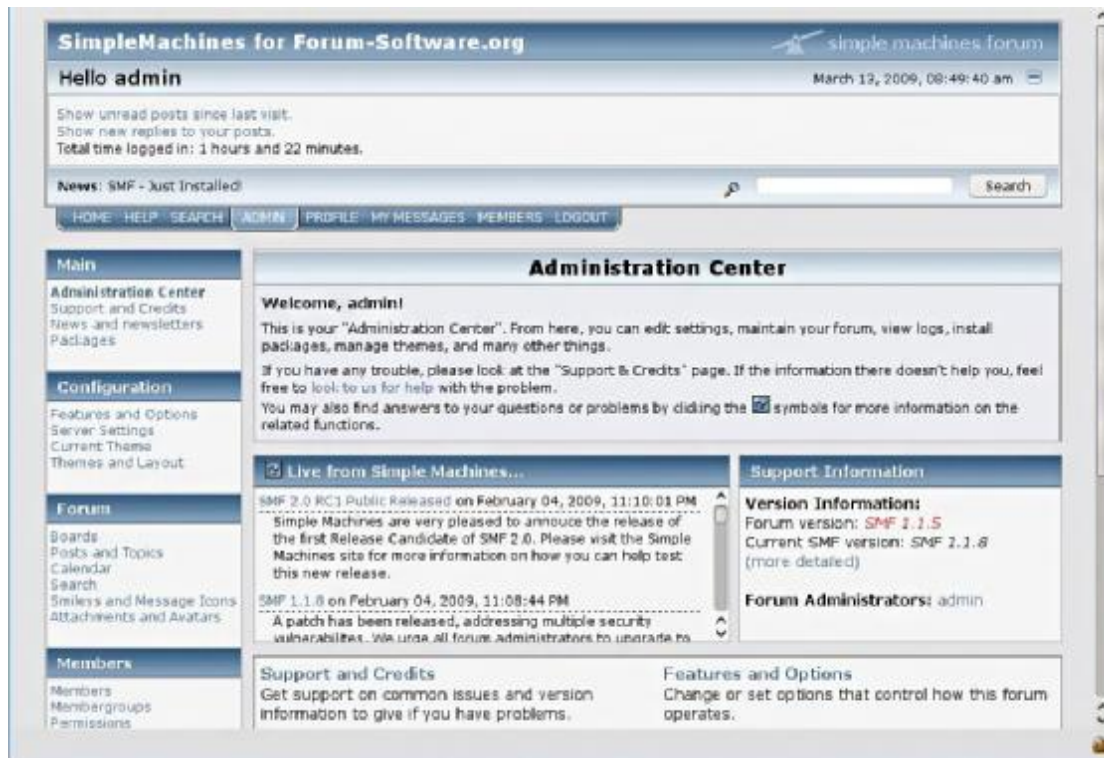 SimpleMachines for Forum-Software.org
simple machines forum
Hello admin
March 13, 2009, 08:49:40 am
Show unread posts since last visit.
Show new replies to your posts.
Total time logged in: 1 hours and 22 minutes.
News: SMF - Just Installed!
Search
HOME HELP SEARCH ADMIN PROFILE MY MESSAGES MEMBERS LOGOUT
Main
Administration Center
Support and Credits
News and newsletters
Packages
Configuration
Features and Options
Server Settings
Current Theme
Themes and Layout
Forum
Boards
Posts and Topics
Calendar
Search
Smileys and Message Icons
Attachments and Avatars
Members
Members
Membergroups
Permissions
Administration Center
Welcome, admin!
This is your "Administration Center". From here, you can edit settings, maintain your forum, view logs, install
packages, manage themes, and many other things.
If you have any trouble, please look at the "Support & Credits" page. If the information there doesn't help you, feel
free to look to us for help with the problem.
You may also find answers to your questions or problems by clicking the symbols for more information on the
related functions.
Live from Simple Machines...
SMF 2.0 RC1 Public Released on February 04, 2009, 11:10:01 PM
Simple Machines are very pleased to annouce the release of
the first Release Candidate of SMF 2.0. Please visit the Simple
Machines site for more information on how you can help test
this new release.
SMF 1.1.8 on February 04, 2009, 11:08:44 PM
A patch has been released, addressing multiple security
vulnerabilites. We urge all forum administrators to upgrade to
Support Information
Version Information:
Forum version: SMF 1.1.5
Current SMF version: SMF 1.1.8
(more detailed)
Forum Administrators: admin
Support and Credits
Get support on common issues and version
information to give if you have problems.
Features and Options
Change or set options that control how this forum
operates.